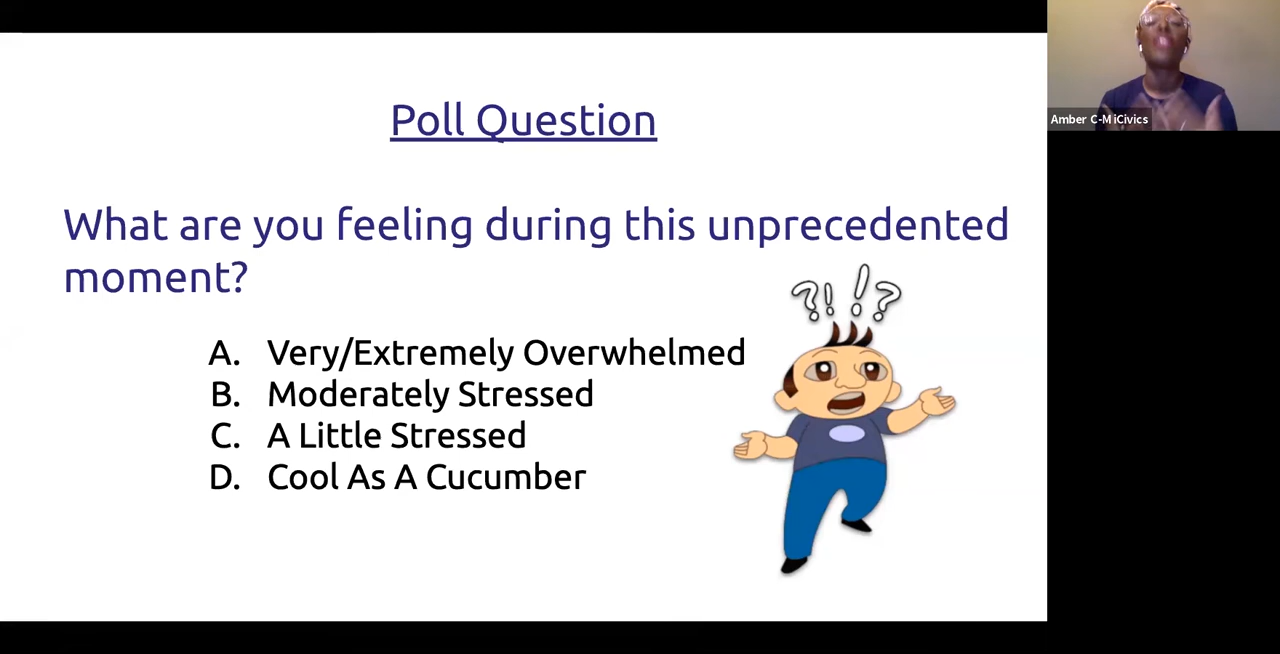 Poll Question
What are you feeling during this unprecedented
moment?
?! !?
A. Very/Extremely Overwhelmed
B. Moderately Stressed
C. A Little Stressed
D. Cool As A Cucumber
Amber C-M iCivics